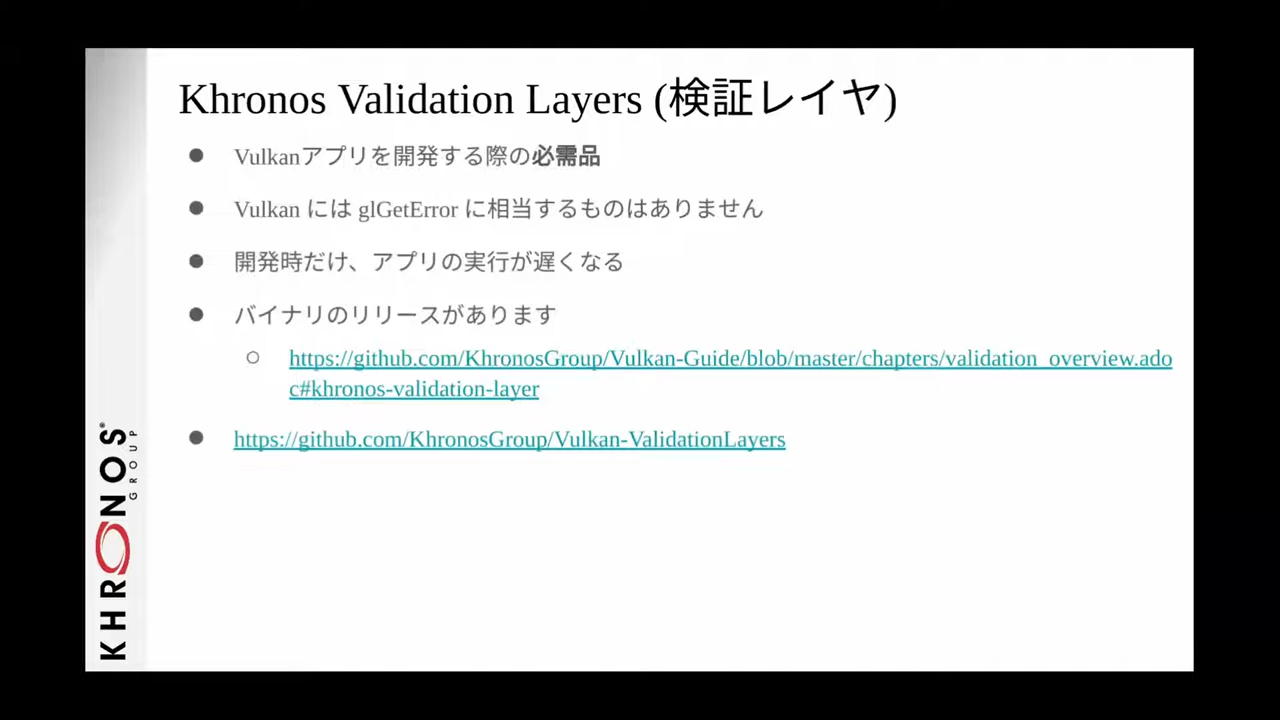 Khronos Validation Layers (検証レイヤ)
● Vulkanアプリを開発する際の必需品
● Vulkan には glGetError に相当するものはありません
● 開発時だけ、アプリの実行が遅くなる
● バイナリのリリースがあります
○ https://github.com/KhronosGroup/Vulkan-Guide/blob/master/chapters/validation_overview.ado
c#khronos-validation-layer
● https://github.com/KhronosGroup/Vulkan-ValidationLayers
KHRONOS®
GROUP